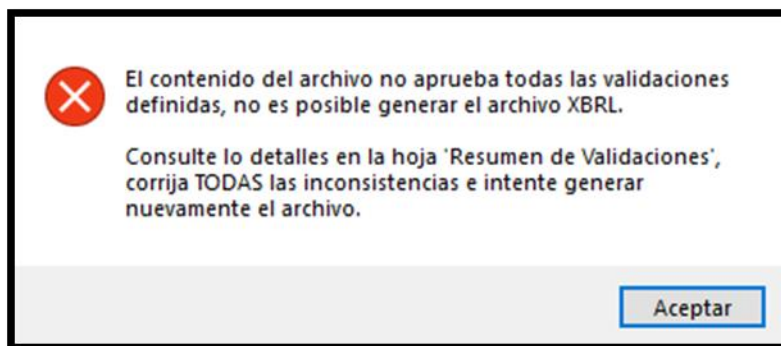 El contenido del archivo no aprueba todas las validaciones
definidas, no es posible generar el archivo XBRL.
Consulte lo detalles en la hoja 'Resumen de Validaciones',
corrija TODAS las inconsistencias e intente generar
nuevamente el archivo.
Aceptar